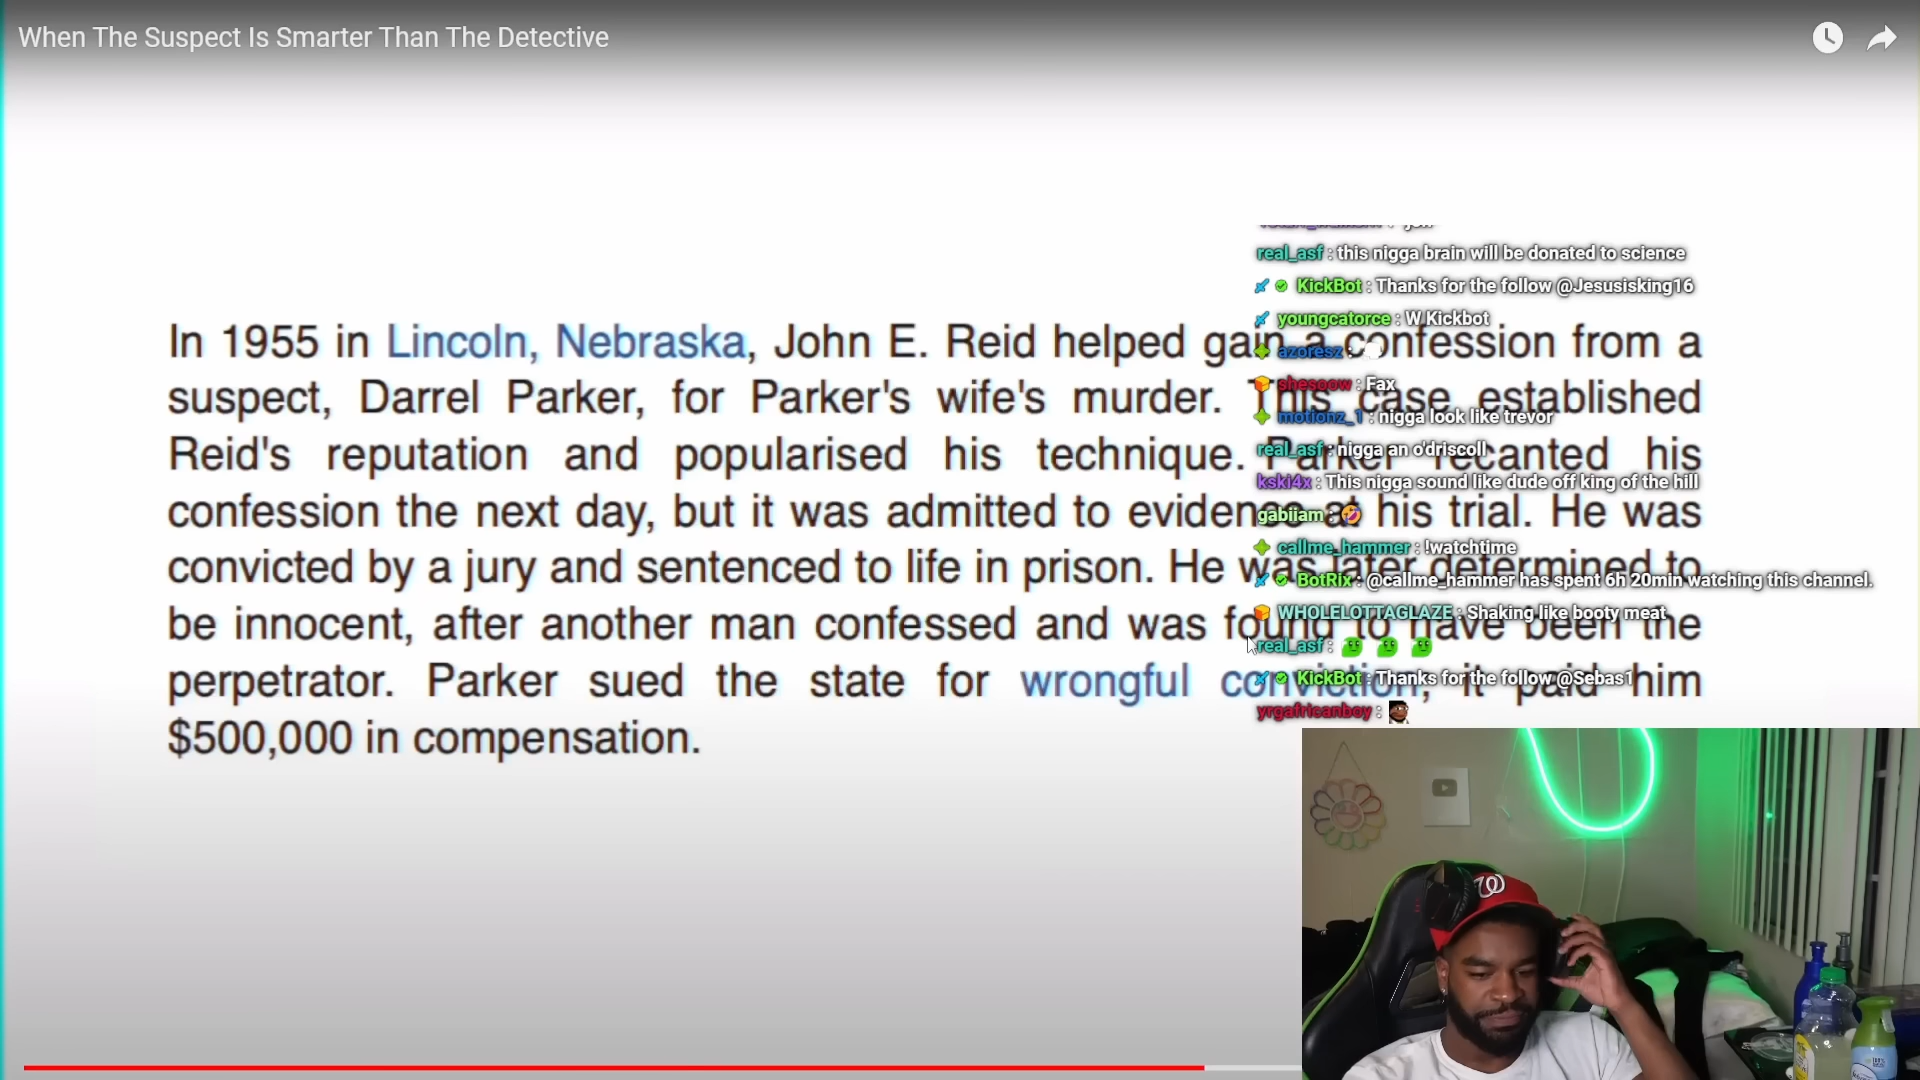 When The Suspect Is Smarter Than The Detective
real_asf : this nigga brain will be donated to science
KickBot : Thanks for the follow @Jesusisking16
youngcatorce : W Kickbot
azoresz :
shesoow : Fax
motionz_1 : nigga look like trevor
real_asf : nigga an o'driscoll
kski4x : This nigga sound like dude off king of the hill
gabiiam :
callme_hammer : !watchtime
BotRix : @callme_hammer has spent 6h 20min watching this channel.
WHOLELOTTAGLAZE : Shaking like booty meat
real_asf :
KickBot : Thanks for the follow @Sebas1
yrgafricanboy :
In 1955 in Lincoln, Nebraska, John E. Reid helped gain a confession from a
suspect, Darrel Parker, for Parker's wife's murder. This case established
Reid's reputation and popularised his technique. Parker recanted his
confession the next day, but it was admitted to evidence at his trial. He was
convicted by a jury and sentenced to life in prison. He was later determined to
be innocent, after another man confessed and was found to have been the
perpetrator. Parker sued the state for wrongful conviction, it paid him
$500,000 in compensation.
W